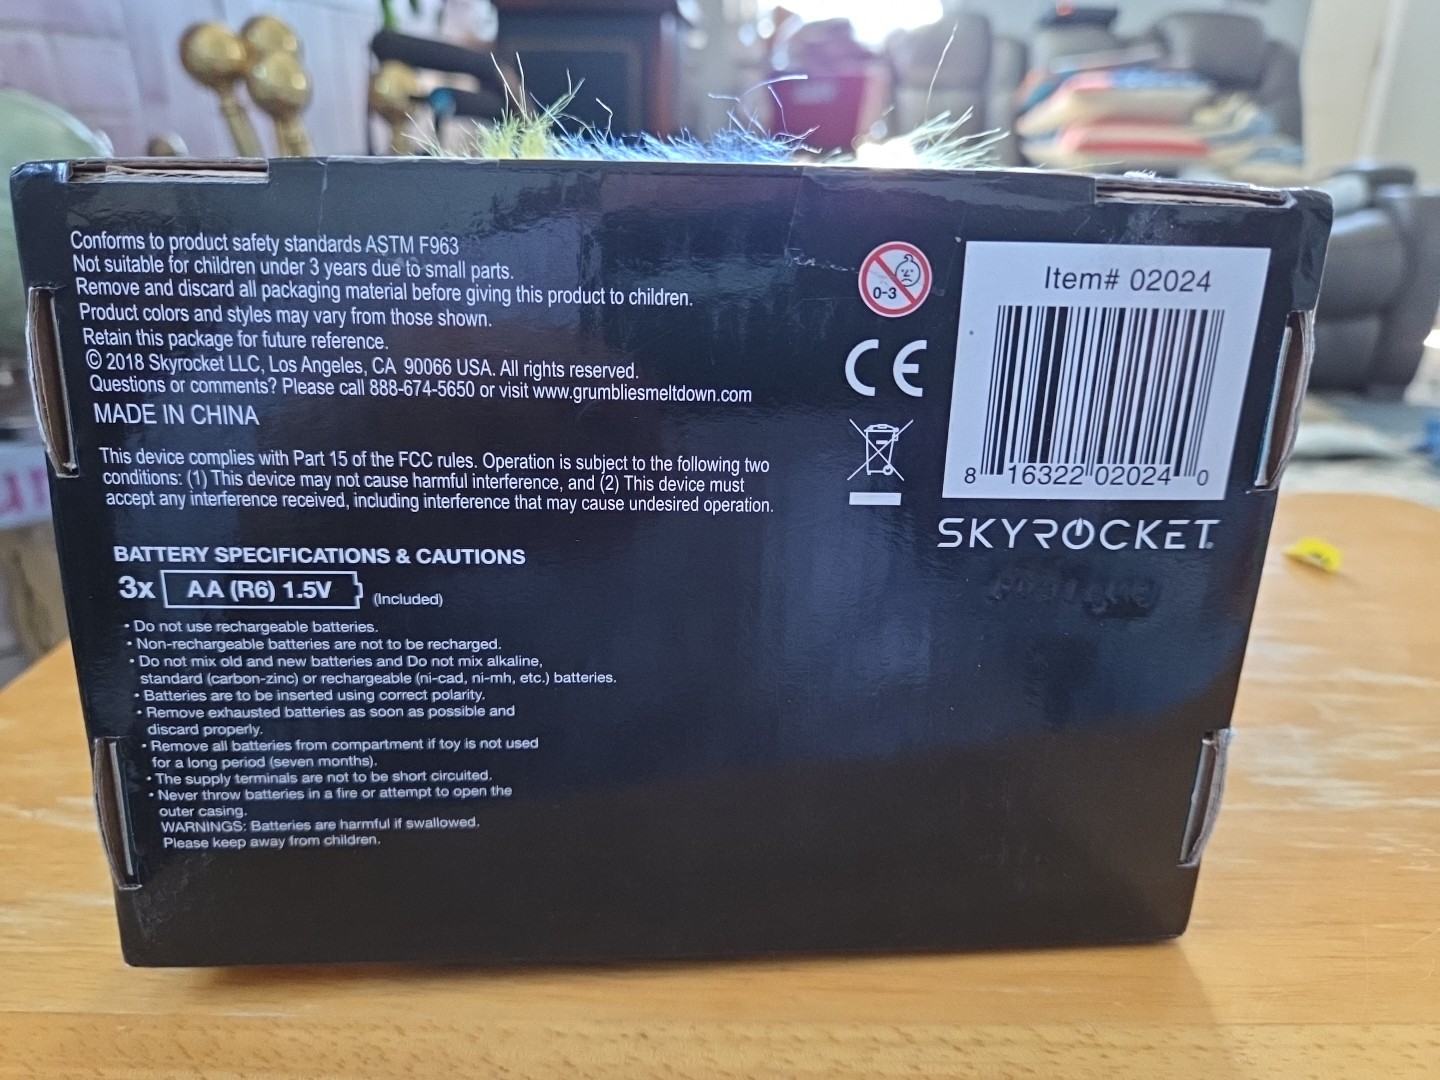 Conforms to product safety standards ASTM F963
Not suitable for children under 3 years due to small parts.
Remove and discard all packaging material before giving this product to children.
Product colors and styles may vary from those shown.
Retain this package for future reference.
© 2018 Skyrocket LLC, Los Angeles, CA 90066 USA. All rights reserved.
Questions or comments? Please call 888-674-5650 or visit www.grumbliesmeltdown.com
MADE IN CHINA
This device complies with Part 15 of the FCC rules. Operation is subject to the following two
conditions: (1) This device may not cause harmful interference, and (2) This device must
accept any interference received, including interference that may cause undesired operation.
BATTERY SPECIFICATIONS & CAUTIONS
3x AA (R6) 1.5V (Included)
• Do not use rechargeable batteries.
• Non-rechargeable batteries are not to be recharged.
• Do not mix old and new batteries and Do not mix alkaline,
standard (carbon-zinc) or rechargeable (ni-cad, ni-mh, etc.) batteries.
• Batteries are to be inserted using correct polarity.
• Remove exhausted batteries as soon as possible and
discard properly.
• Remove all batteries from compartment if toy is not used
for a long period (seven months).
• The supply terminals are not to be short circuited.
• Never throw batteries in a fire or attempt to open the
outer casing.
WARNINGS: Batteries are harmful if swallowed.
Please keep away from children.
0-3
CE
Item# 02024
8 16322 02024 0
SKYROCKET